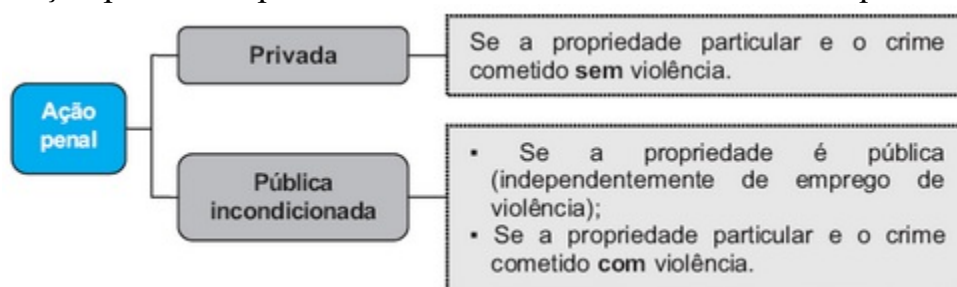 Privada
Se a propriedade particular e o crime
cometido sem violência.
Ação
penal
Pública
incondicionada
▪ Se a propriedade é pública
(independentemente de emprego de
violência);
▪ Se a propriedade particular e o crime
cometido com violência.